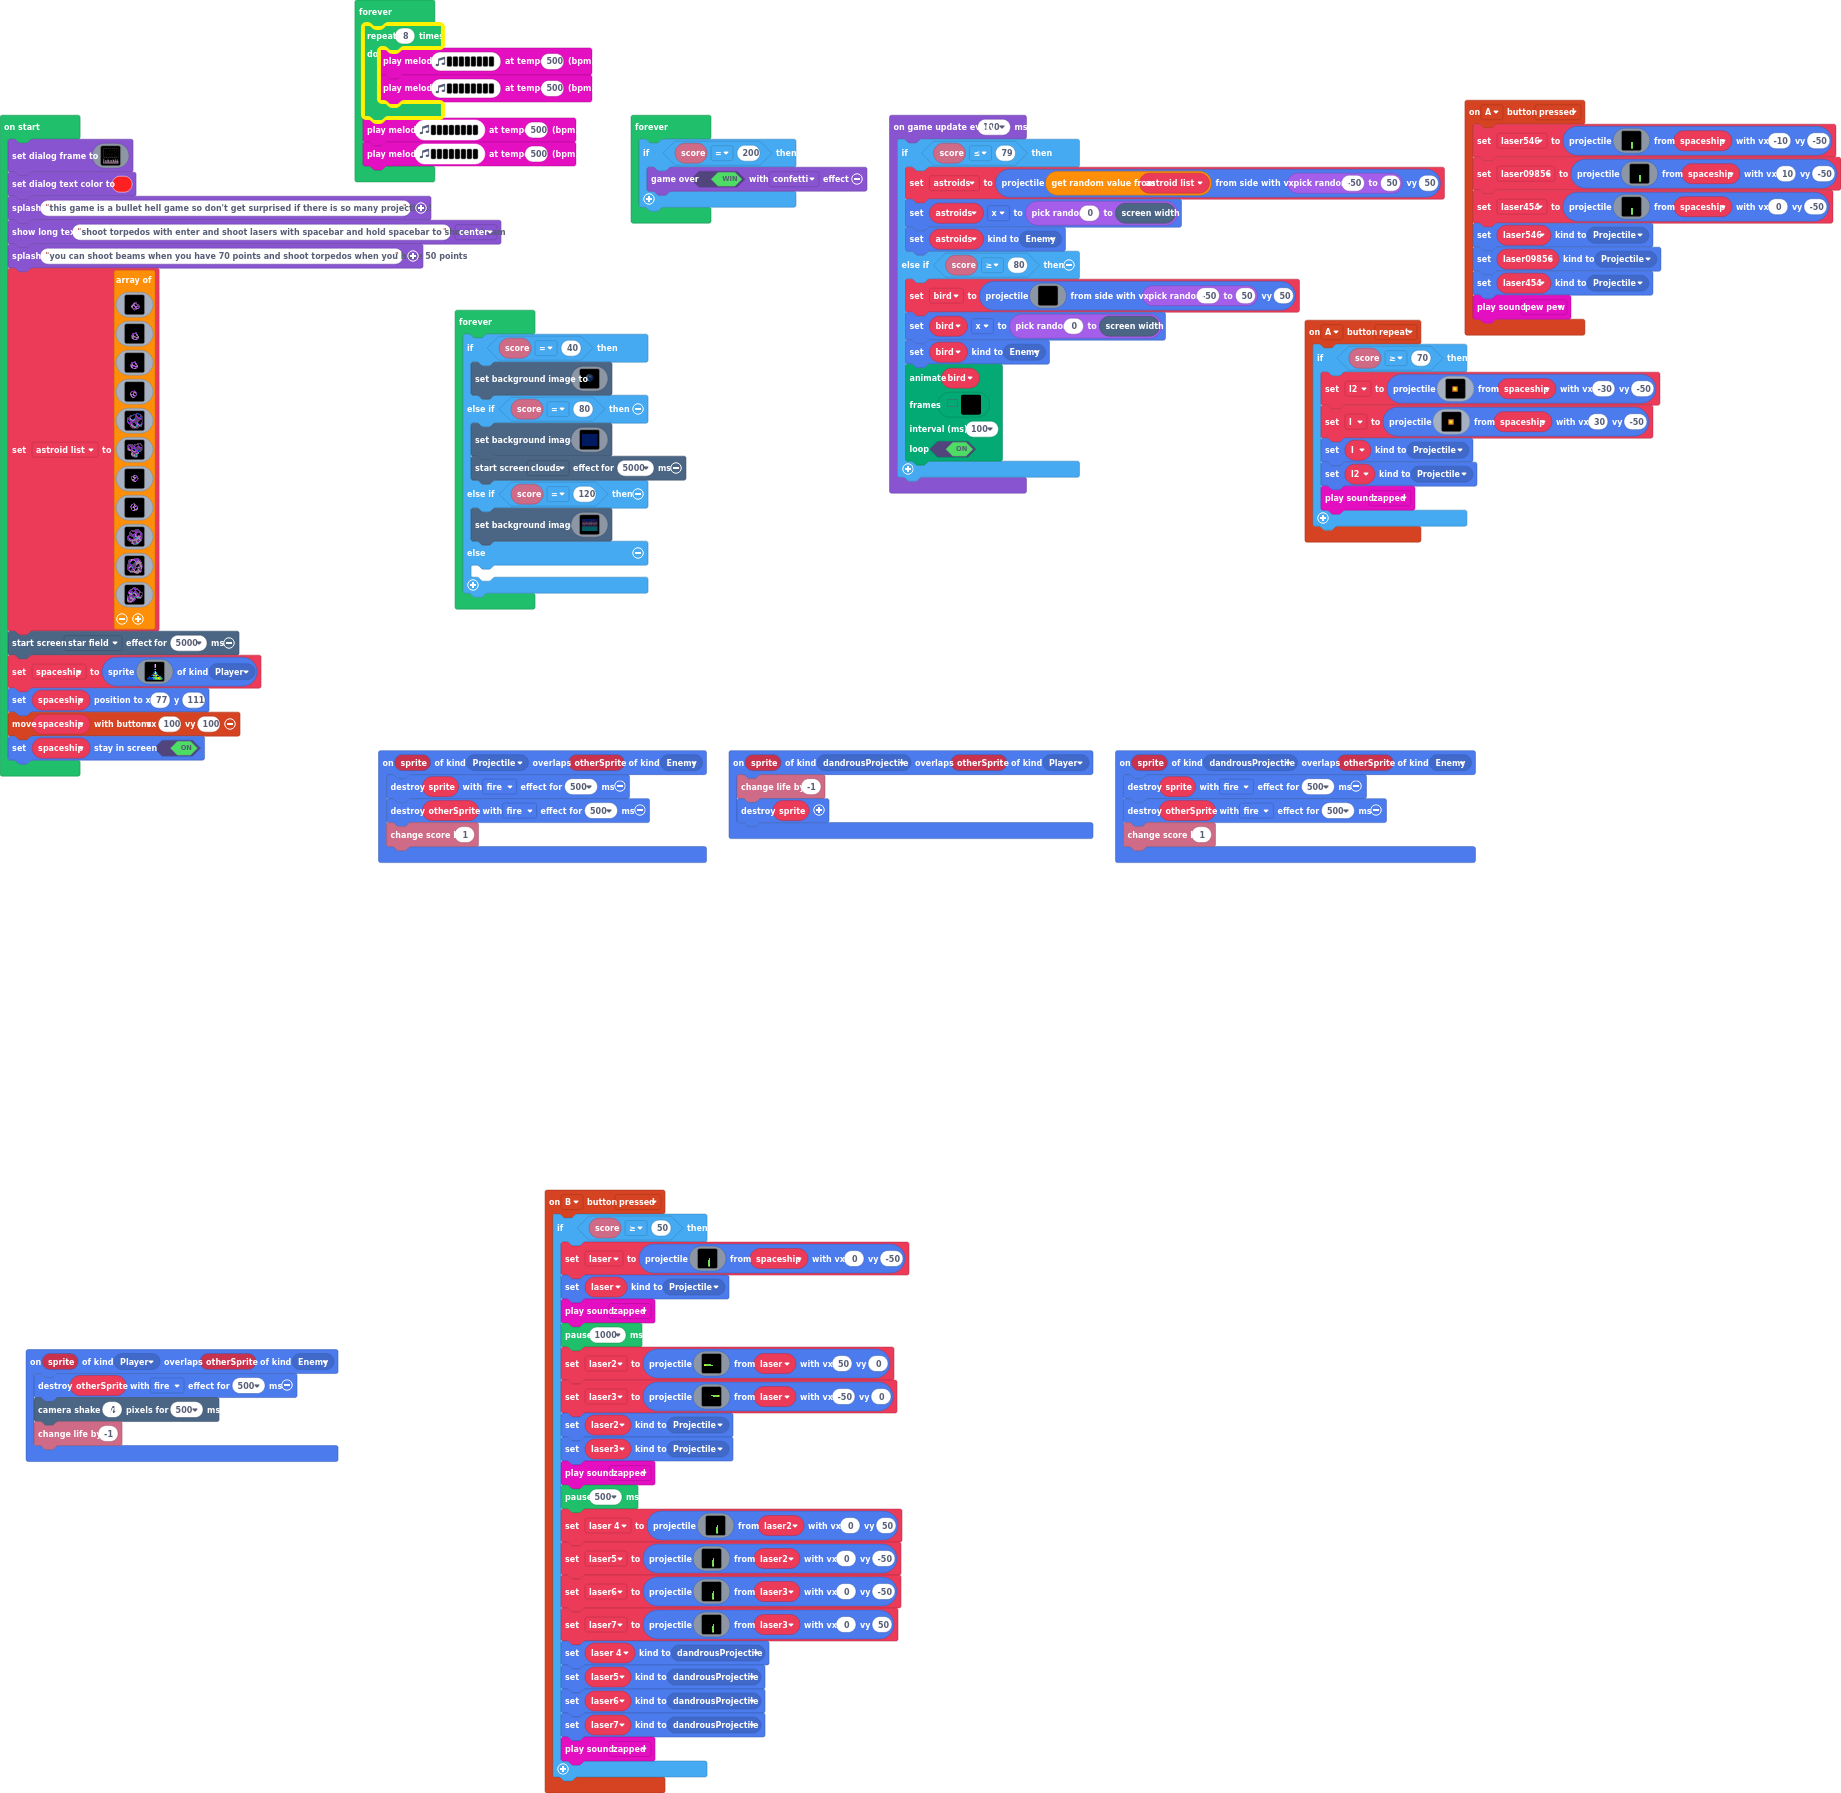 forever
repeat 8 times
do
play melod at temp 500 (bpm
play melod at temp 500 (bpm
play melod at temp 500 (bpm
play melod at temp 500 (bpm
on start
set dialog frame to
set dialog text color to
splash "this game is a bullet hell game so don't get surprised if there is so many project
show long tex "shoot torpedos with enter and shoot lasers with spacebar and hold spacebar to center
splash "you can shoot beams when you have 70 points and shoot torpedos when you 50 points
array of
set astroid list to
start screen star field effect for 5000 ms
set spaceship to sprite of kind Player
set spaceship position to x 77 y 111
move spaceship with buttons vx 100 vy 100
set spaceship stay in screen ON
forever
if score = 200 then
game over WIN with confetti effect
forever
if score = 40 then
set background image to
else if score = 80 then
set background imag
start screen clouds effect for 5000 ms
else if score = 120 then
set background imag
else
on game update ev 100 ms
if score ≤ 79 then
set astroids to projectile get random value from astroid list from side with vx pick rando -50 to 50 vy 50
set astroids x to pick rando 0 to screen width
set astroids kind to Enemy
else if score ≥ 80 then
set bird to projectile from side with vx pick rando -50 to 50 vy 50
set bird x to pick rando 0 to screen width
set bird kind to Enemy
animate bird
frames
interval (ms) 100
loop ON
on A button pressed
set laser546 to projectile from spaceship with vx -10 vy -50
set laser09856 to projectile from spaceship with vx 10 vy -50
set laser454 to projectile from spaceship with vx 0 vy -50
set laser546 kind to Projectile
set laser09856 kind to Projectile
set laser454 kind to Projectile
play sound pew pew
on A button repeat
if score ≥ 70 then
set l2 to projectile from spaceship with vx -30 vy -50
set l to projectile from spaceship with vx 30 vy -50
set l kind to Projectile
set l2 kind to Projectile
play sound zapped
on sprite of kind Projectile overlaps otherSprite of kind Enemy
destroy sprite with fire effect for 500 ms
destroy otherSprite with fire effect for 500 ms
change score 1
on sprite of kind dandrousProjectile overlaps otherSprite of kind Player
change life by -1
destroy sprite
on sprite of kind dandrousProjectile overlaps otherSprite of kind Enemy
destroy sprite with fire effect for 500 ms
destroy otherSprite with fire effect for 500 ms
change score 1
on sprite of kind Player overlaps otherSprite of kind Enemy
destroy otherSprite with fire effect for 500 ms
camera shake 4 pixels for 500 ms
change life by -1
on B button pressed
if score ≥ 50 then
set laser to projectile from spaceship with vx 0 vy -50
set laser kind to Projectile
play sound zapped
pause 1000 ms
set laser2 to projectile from laser with vx 50 vy 0
set laser3 to projectile from laser with vx -50 vy 0
set laser2 kind to Projectile
set laser3 kind to Projectile
play sound zapped
pause 500 ms
set laser 4 to projectile from laser2 with vx 0 vy 50
set laser5 to projectile from laser2 with vx 0 vy -50
set laser6 to projectile from laser3 with vx 0 vy -50
set laser7 to projectile from laser3 with vx 0 vy 50
set laser 4 kind to dandrousProjectile
set laser5 kind to dandrousProjectile
set laser6 kind to dandrousProjectile
set laser7 kind to dandrousProjectile
play sound zapped